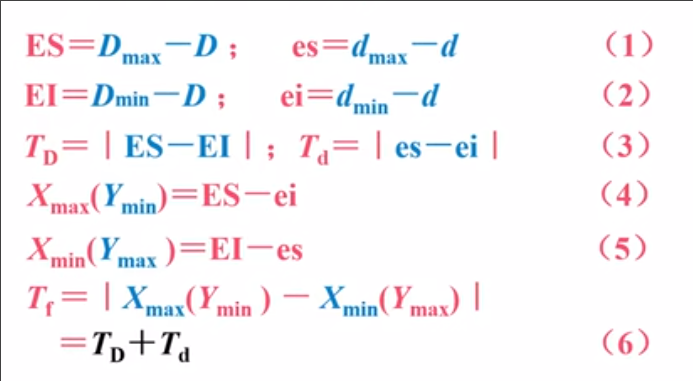 ES=Dmax−D； es=dmax−d （1）
EI=Dmin−D； ei=dmin−d （2）
TD=|ES−EI|；Td=|es−ei| （3）
Xmax(Ymin)=ES−ei （4）
Xmin(Ymax)=EI−es （5）
Tf=|Xmax(Ymin)−Xmin(Ymax)|
=TD+Td （6）